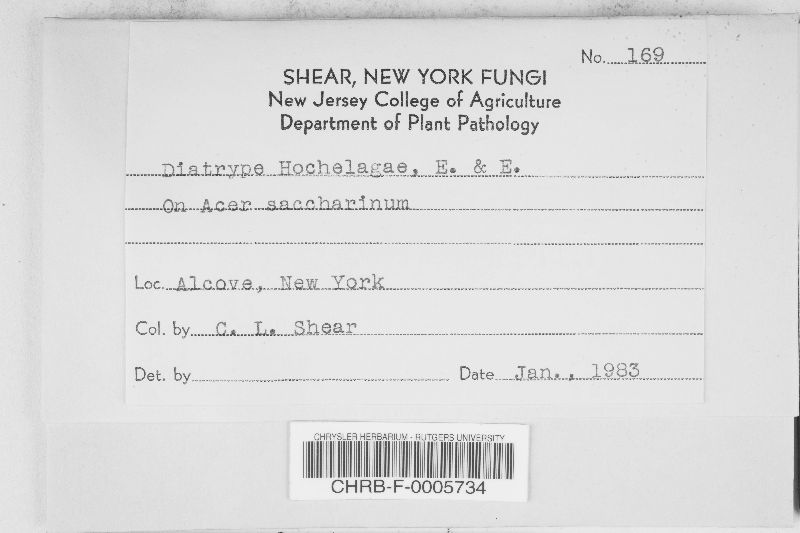 No. 169
SHEAR, NEW YORK FUNGI
New Jersey College of Agriculture
Department of Plant Pathology
Diatrype Hochelagae, E. & E.
On Acer saccharinum
Loc. Alcove, New York
Col. by C. L. Shear
Det. by
Date Jan., 1983
CHRYSLER HERBARIUM - RUTGERS UNIVERSITY
CHRB-F-0005734